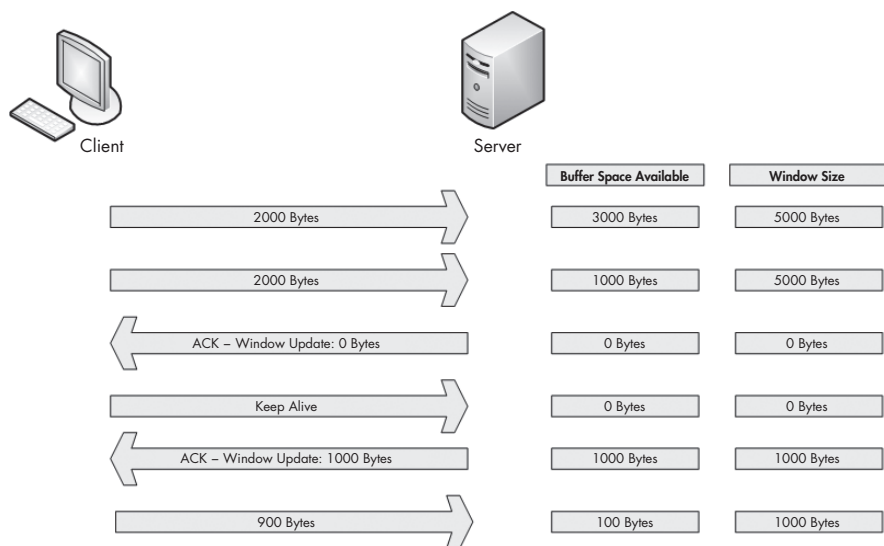 Client
Server
Buffer Space Available Window Size
2000 Bytes 3000 Bytes 5000 Bytes
2000 Bytes 1000 Bytes 5000 Bytes
ACK – Window Update: 0 Bytes 0 Bytes 0 Bytes
Keep Alive 0 Bytes 0 Bytes
ACK – Window Update: 1000 Bytes 1000 Bytes 1000 Bytes
900 Bytes 100 Bytes 1000 Bytes